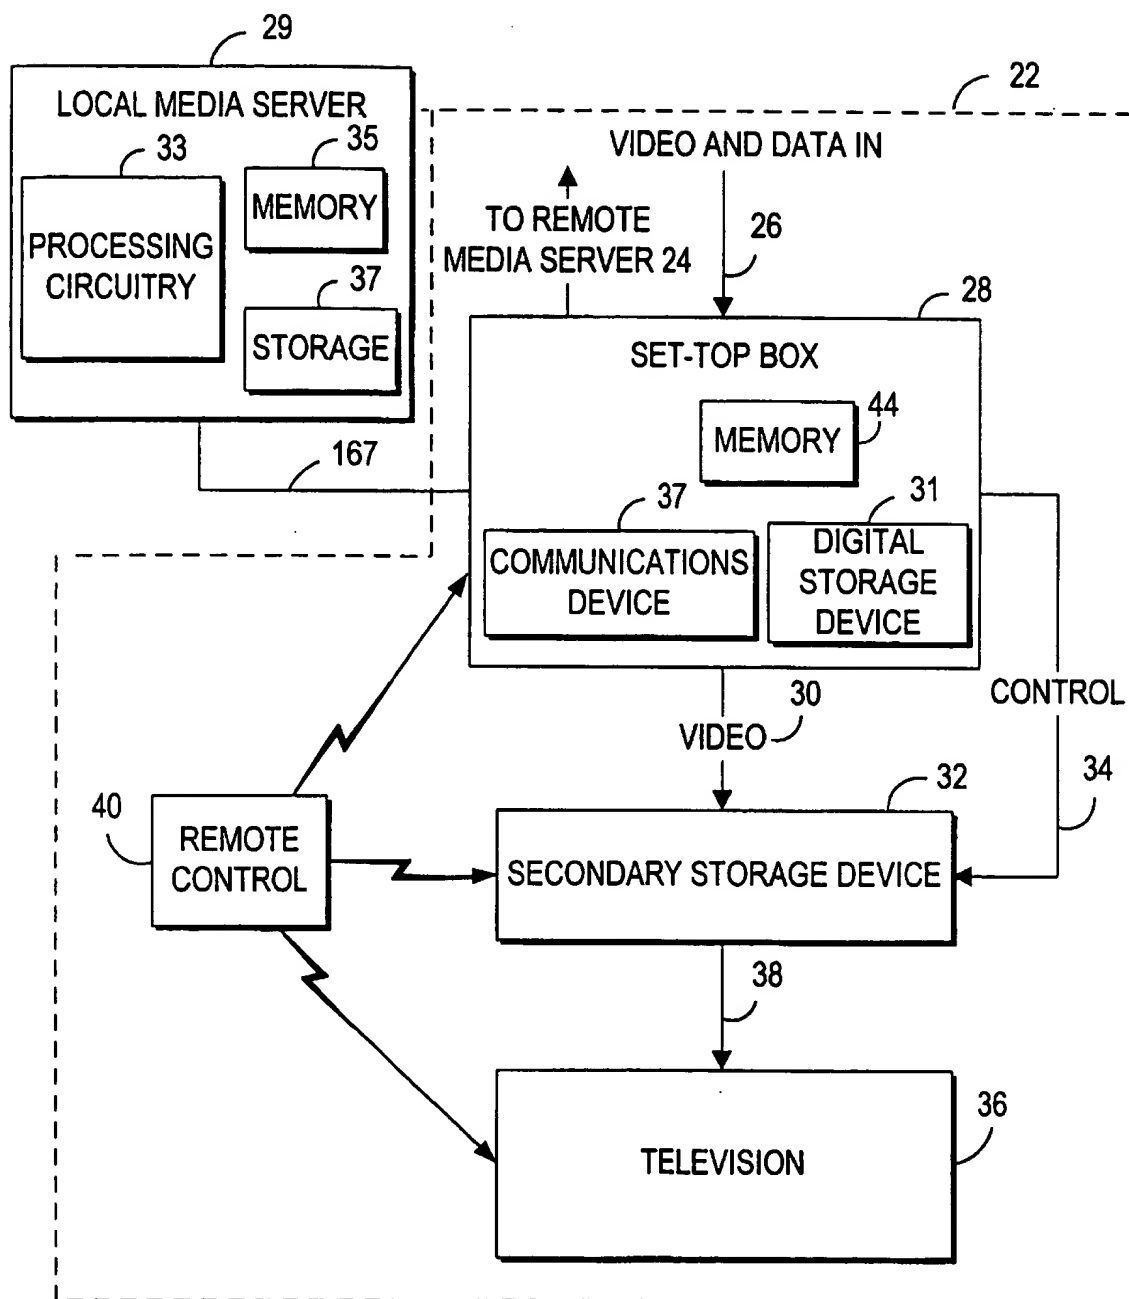 29
LOCAL MEDIA SERVER
33
PROCESSING
CIRCUITRY
35
MEMORY
37
STORAGE
167
22
VIDEO AND DATA IN
TO REMOTE
MEDIA SERVER 24
26
28
SET-TOP BOX
44
MEMORY
37
COMMUNICATIONS
DEVICE
31
DIGITAL
STORAGE
DEVICE
CONTROL
34
30
VIDEO
40
REMOTE
CONTROL
32
SECONDARY STORAGE DEVICE
38
36
TELEVISION